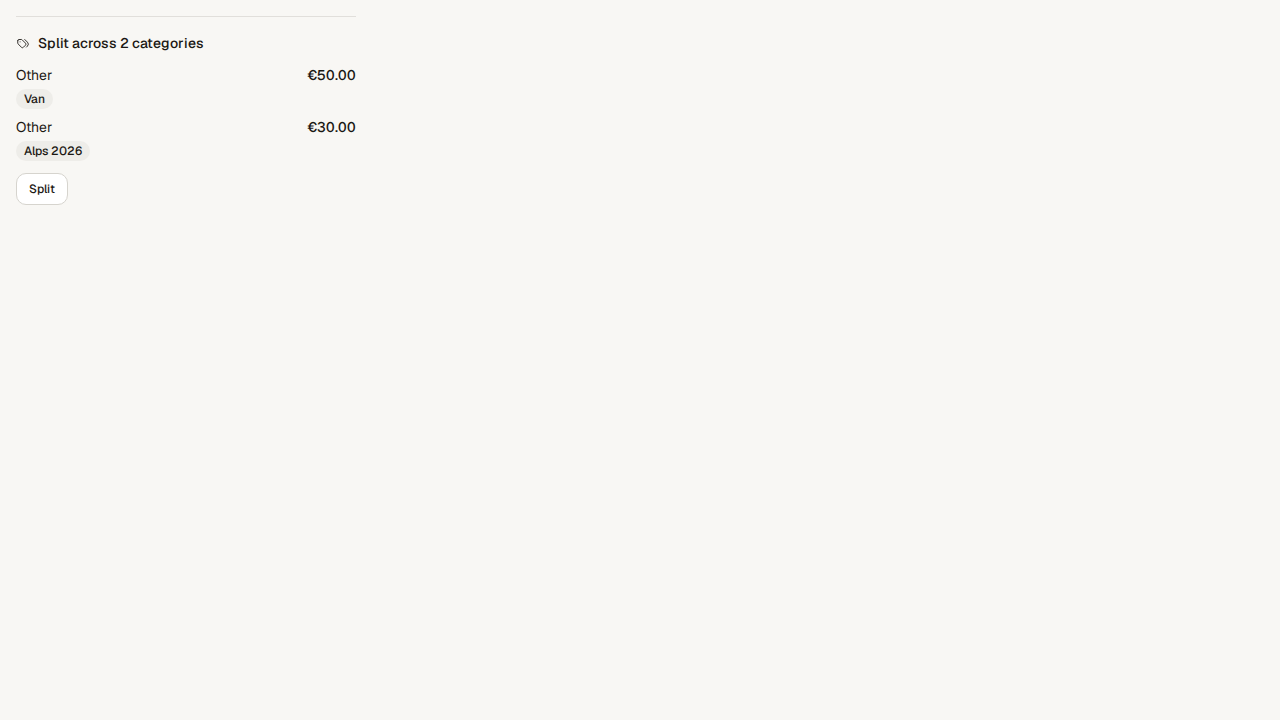 Split across 2 categories
Other €50.00
Van
Other €30.00
Alps 2026
Split